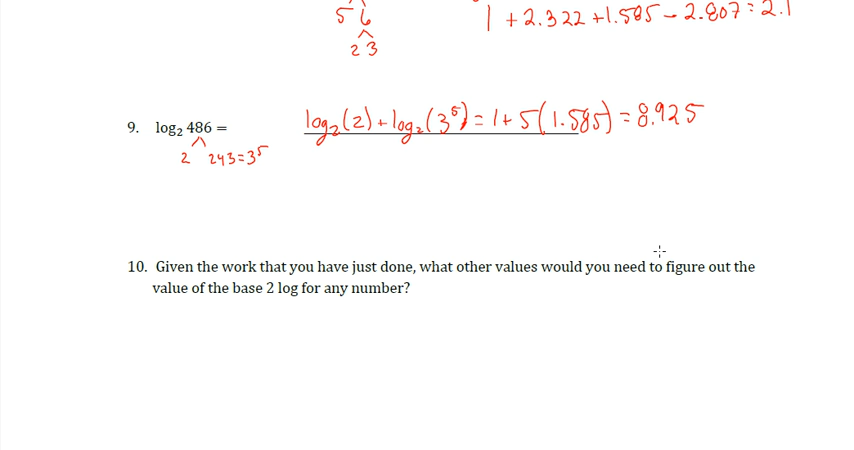 5 6
1 + 2.322 + 1.585 - 2.807 = 2.1
2 3
9. log₂ 486 = log₂(2) + log₂(3⁵) = 1 + 5(1.585) = 8.925
2 243 = 3⁵
10. Given the work that you have just done, what other values would you need to figure out the
value of the base 2 log for any number?